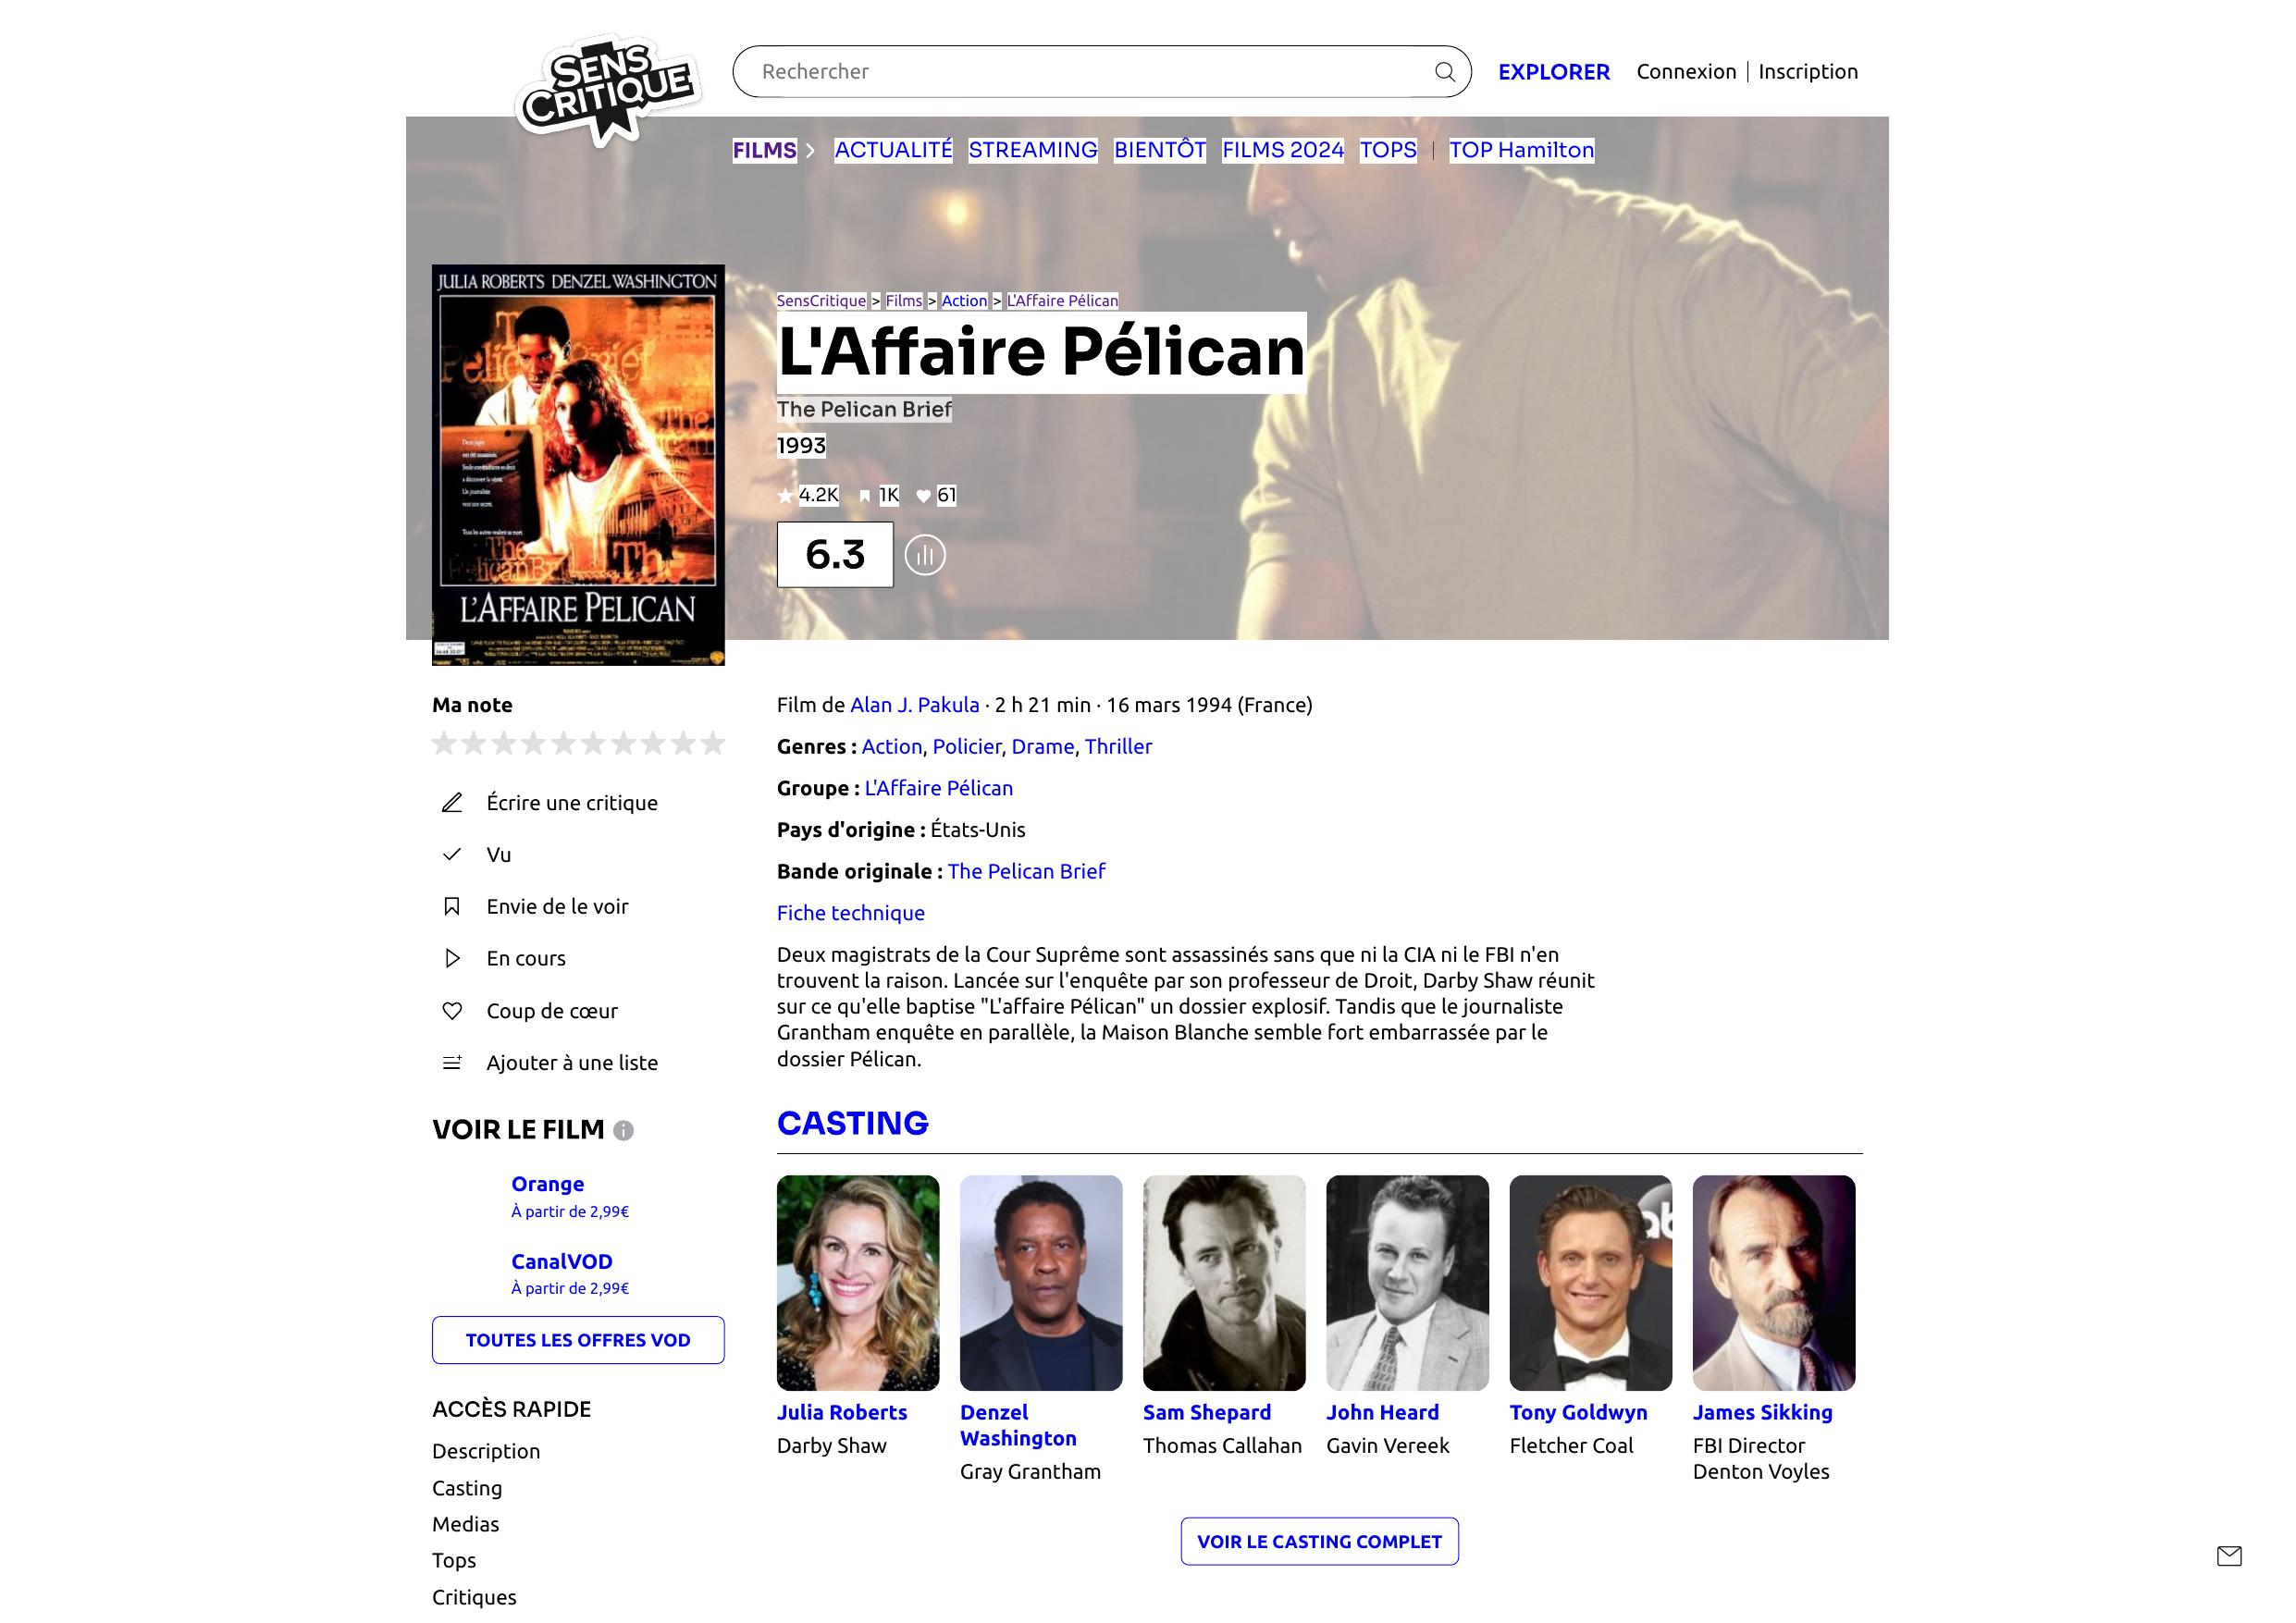 SENS
CRITIQUE
Rechercher
EXPLORER
Connexion | Inscription
FILMS
ACTUALITÉ
STREAMING
BIENTÔT
FILMS 2024
TOPS
|
TOP Hamilton
JULIA ROBERTS DENZEL WASHINGTON
L'AFFAIRE PELICAN
SensCritique > Films > Action > L'Affaire Pélican
L'Affaire Pélican
The Pelican Brief
1993
4.2K 1K 61
6.3
Ma note
Écrire une critique
Vu
Envie de le voir
En cours
Coup de cœur
Ajouter à une liste
VOIR LE FILM
Orange
À partir de 2,99€
CanalVOD
À partir de 2,99€
TOUTES LES OFFRES VOD
ACCÈS RAPIDE
Description
Casting
Medias
Tops
Critiques
Film de Alan J. Pakula · 2 h 21 min · 16 mars 1994 (France)
Genres : Action, Policier, Drame, Thriller
Groupe : L'Affaire Pélican
Pays d'origine : États-Unis
Bande originale : The Pelican Brief
Fiche technique
Deux magistrats de la Cour Suprême sont assassinés sans que ni la CIA ni le FBI n'en
trouvent la raison. Lancée sur l'enquête par son professeur de Droit, Darby Shaw réunit
sur ce qu'elle baptise "L'affaire Pélican" un dossier explosif. Tandis que le journaliste
Grantham enquête en parallèle, la Maison Blanche semble fort embarrassée par le
dossier Pélican.
CASTING
Julia Roberts
Darby Shaw
Denzel
Washington
Gray Grantham
Sam Shepard
Thomas Callahan
John Heard
Gavin Vereek
Tony Goldwyn
Fletcher Coal
James Sikking
FBI Director
Denton Voyles
VOIR LE CASTING COMPLET